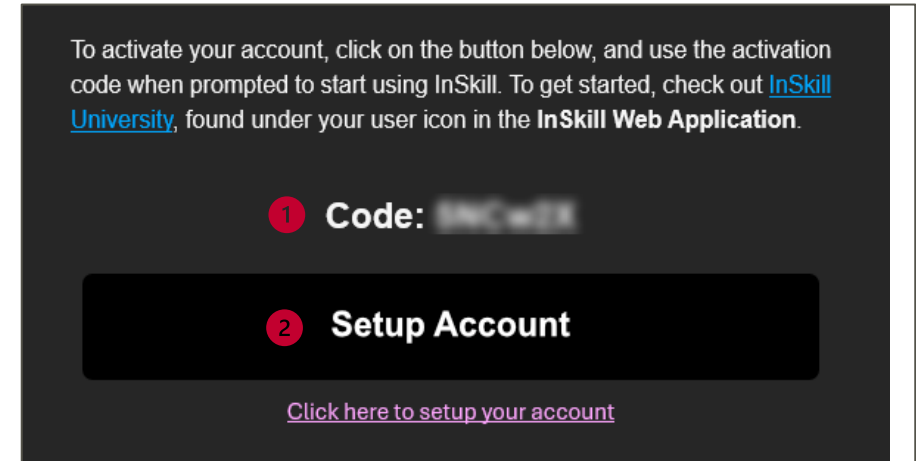 To activate your account, click on the button below, and use the activation
code when prompted to start using InSkill. To get started, check out InSkill
University, found under your user icon in the InSkill Web Application.
1 Code:
2 Setup Account
Click here to setup your account